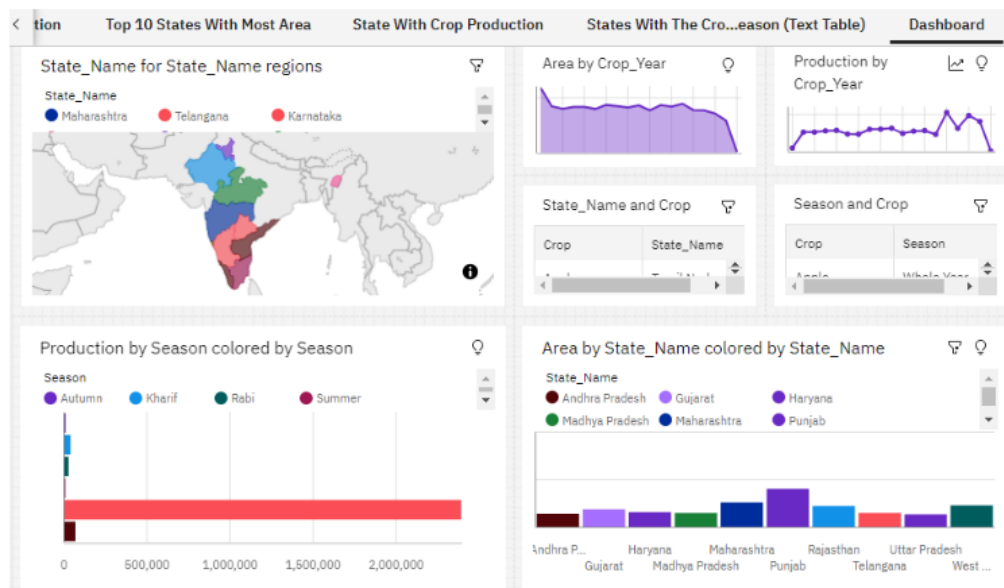 tion Top 10 States With Most Area State With Crop Production States With The Cro...eason (Text Table) Dashboard
State_Name for State_Name regions
State_Name
Maharashtra Telangana Karnataka
Area by Crop_Year
Production by
Crop_Year
State_Name and Crop
Crop State_Name
Season and Crop
Crop Season
Production by Season colored by Season
Season
Autumn Kharif Rabi Summer
0 500,000 1,000,000 1,500,000 2,000,000
Area by State_Name colored by State_Name
State_Name
Andhra Pradesh Gujarat Haryana
Madhya Pradesh Maharashtra Punjab
Andhra P... Haryana Maharashtra Rajasthan Uttar Pradesh
Gujarat Madhya Pradesh Punjab Telangana West ...